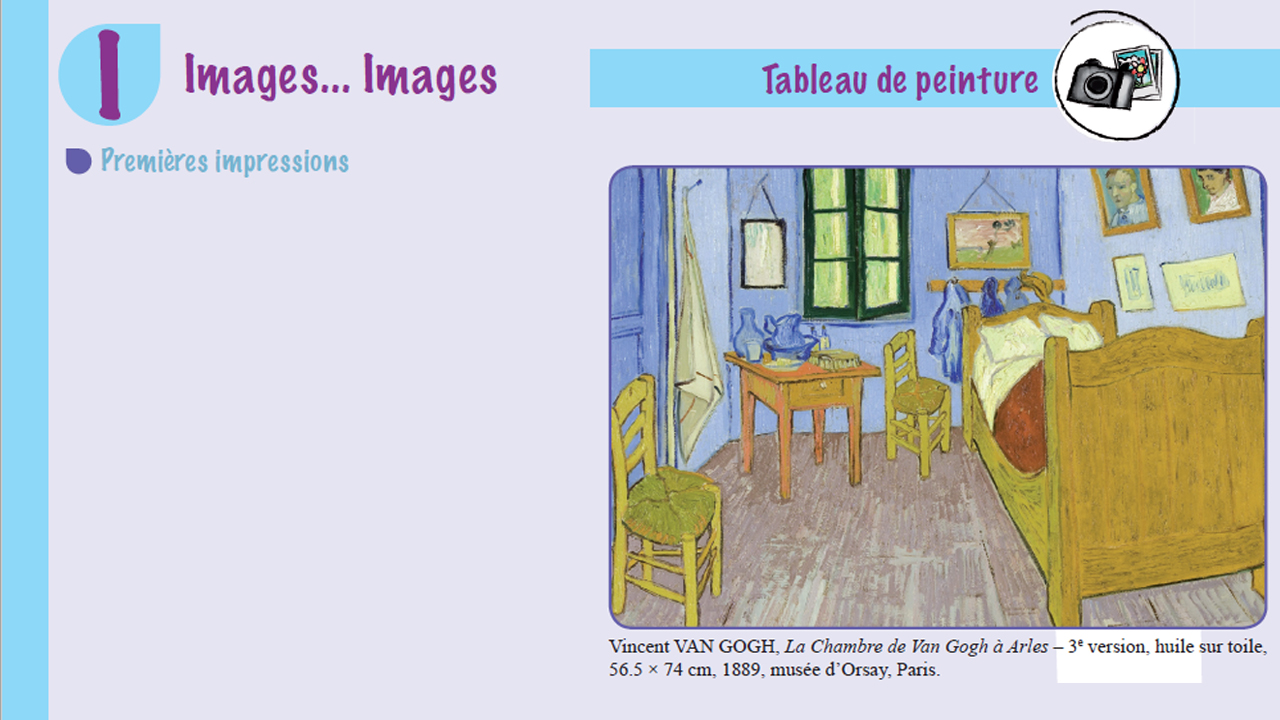 1 Images... Images
Tableau de peinture
Premières impressions
Vincent VAN GOGH, La Chambre de Van Gogh à Arles – 3e version, huile sur toile,
56.5 × 74 cm, 1889, musée d'Orsay, Paris.